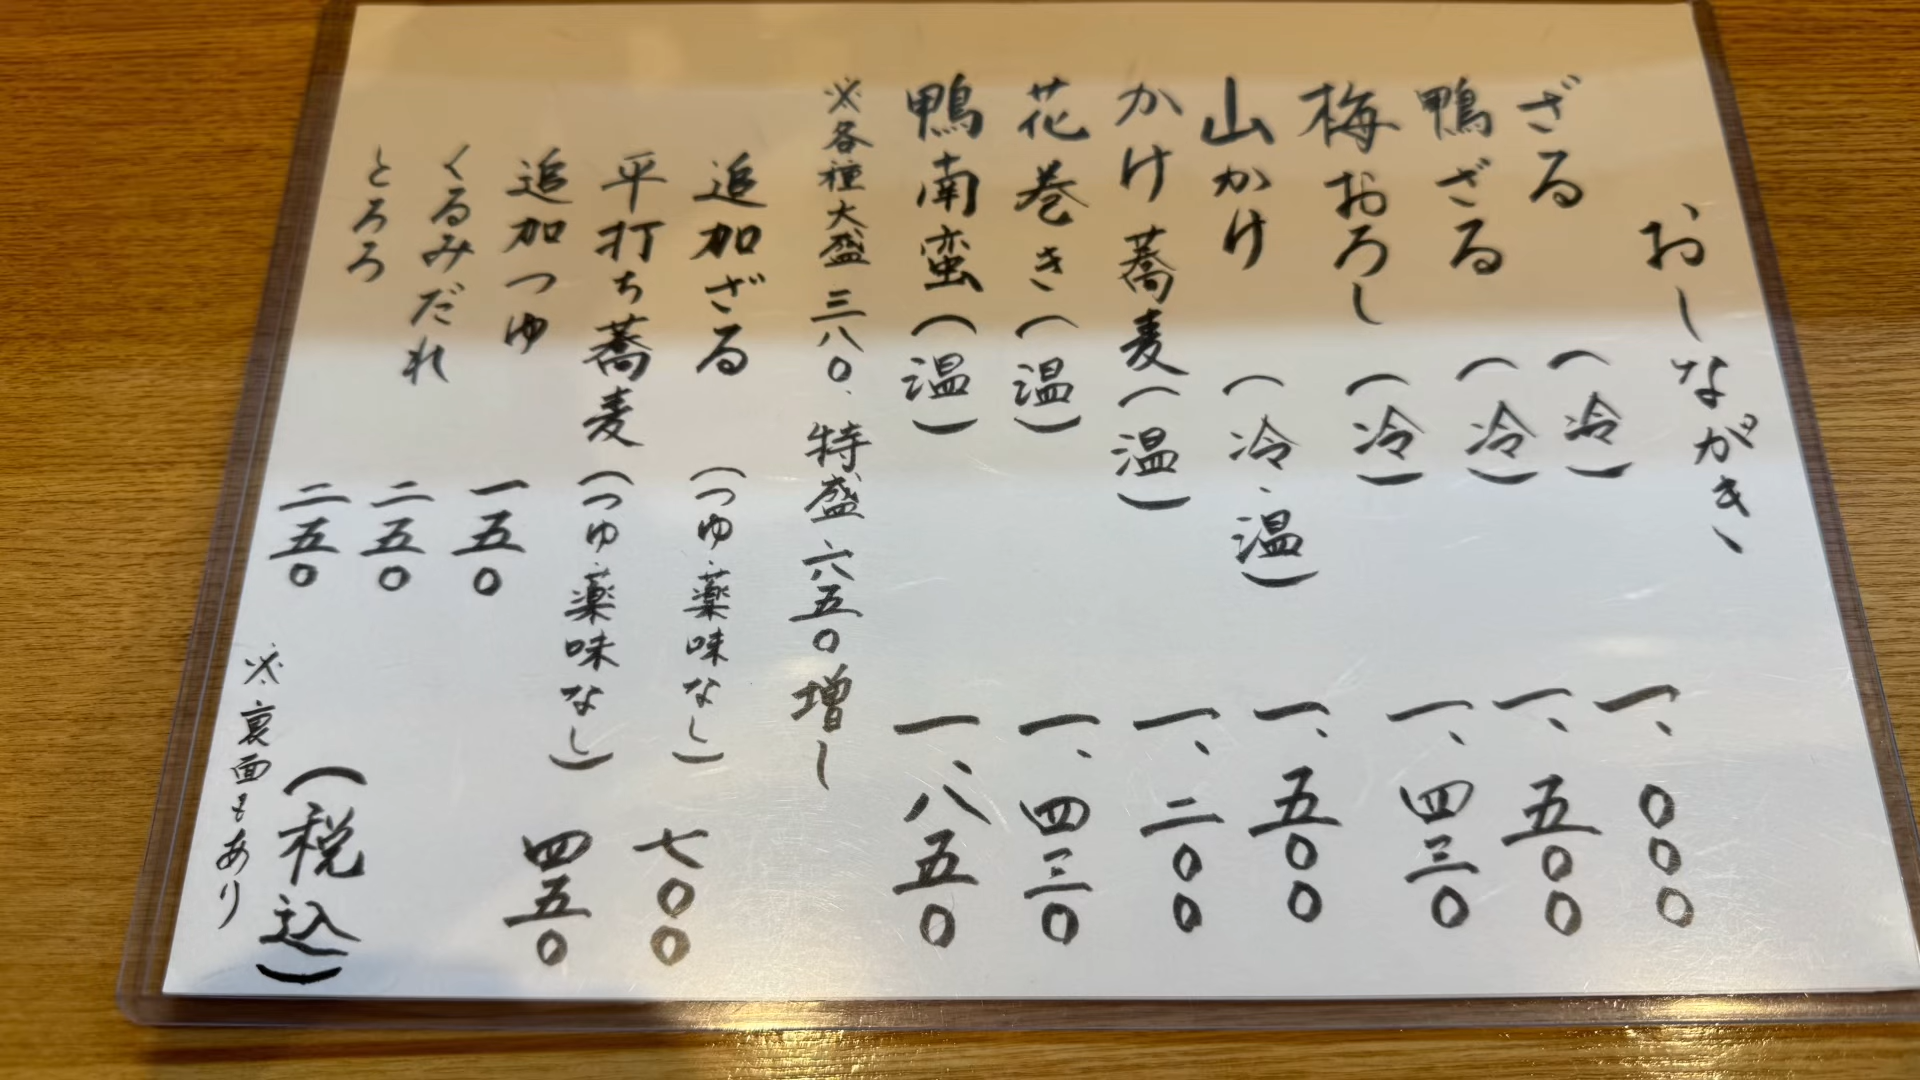 、おしながき、
ざる(冷)一、〇〇〇
鴨ざる(冷)一、五〇〇
梅おろし(冷)一、四三〇
山かけ(冷、温)一、五〇〇
かけ蕎麦(温)一、二〇〇
花巻き(温)一、四三〇
鴨南蛮(温)一、八五〇
※各種大盛三八〇、特盛六五〇増し
追加ざる(つゆ、薬味なし)七〇〇
平打ち蕎麦(つゆ、薬味なし)四五〇
追加つゆ 一五〇
くるみだれ 二五〇
とろろ 二五〇
(税込)
※裏面もあり